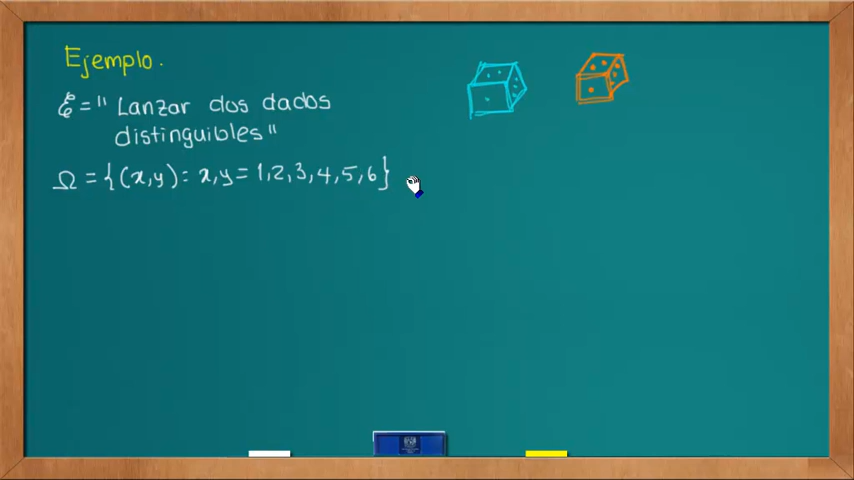 Ejemplo.
ℰ = " Lanzar dos dados
distinguibles "
Ω = { (x,y) : x,y = 1,2,3,4,5,6 }